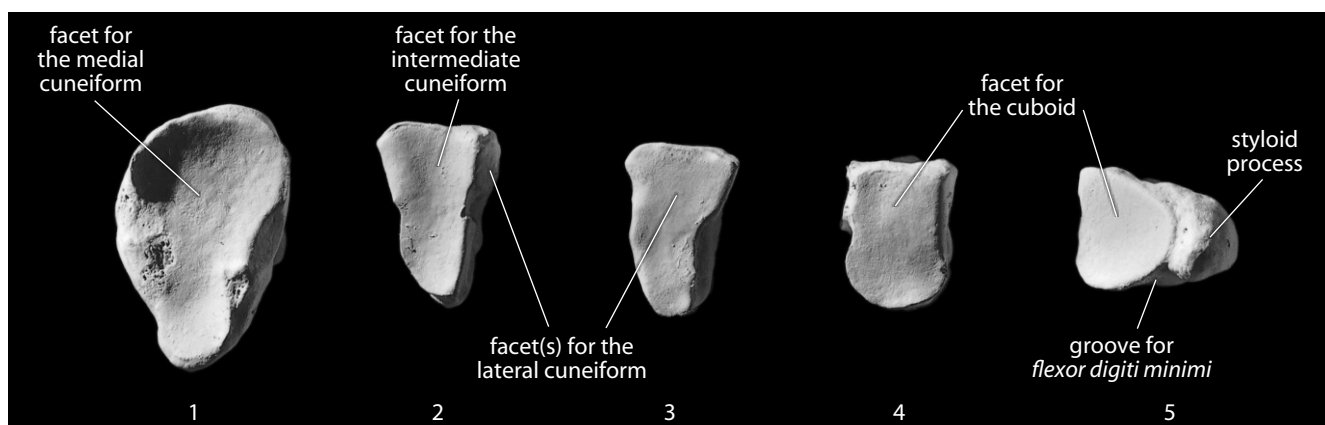 facet for
the medial
cuneiform
facet for the
intermediate
cuneiform
facet for
the cuboid
styloid
process
facet(s) for the
lateral cuneiform
groove for
flexor digiti minimi
1
2
3
4
5